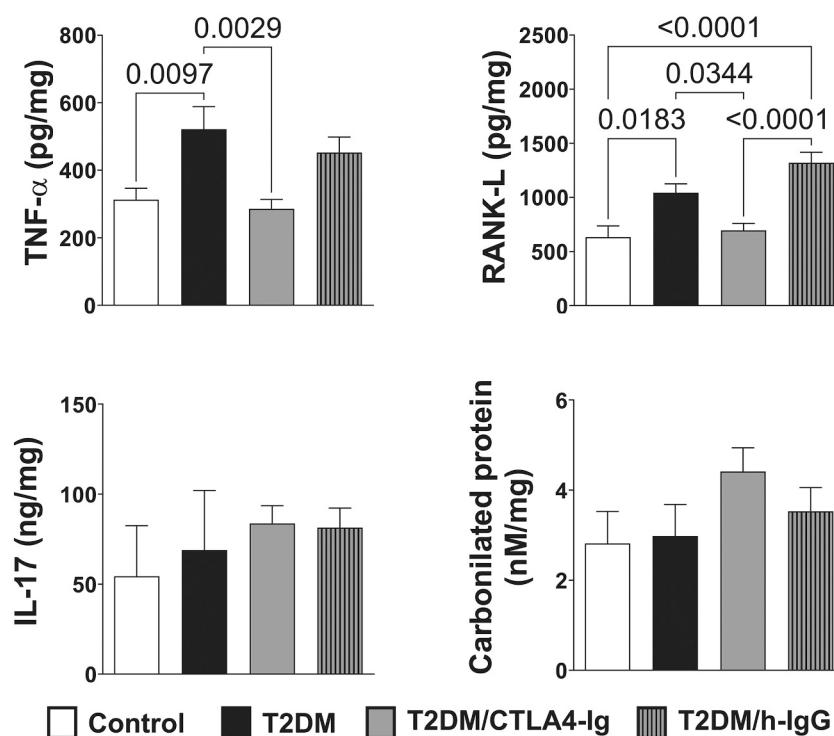 0.0029
0.0097
800
600
400
200
0
TNF-α (pg/mg)
<0.0001
0.0344
0.0183
<0.0001
2500
2000
1500
1000
500
0
RANK-L (pg/mg)
150
100
50
0
IL-17 (ng/mg)
6
4
2
0
Carbonilated protein
(nM/mg)
Control
T2DM
T2DM/CTLA4-Ig
T2DM/h-IgG